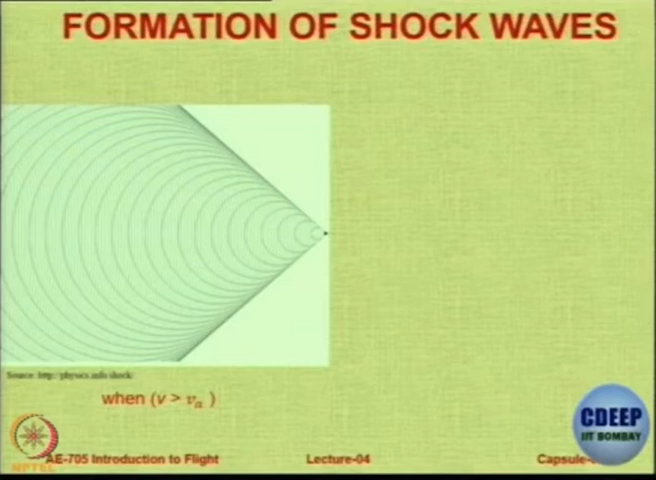 FORMATION OF SHOCK WAVES
Source: http://physics.info/shock/
when (v > vₐ )
CDEEP
IIT BOMBAY
NPTEL
AE-705 Introduction to Flight
Lecture-04